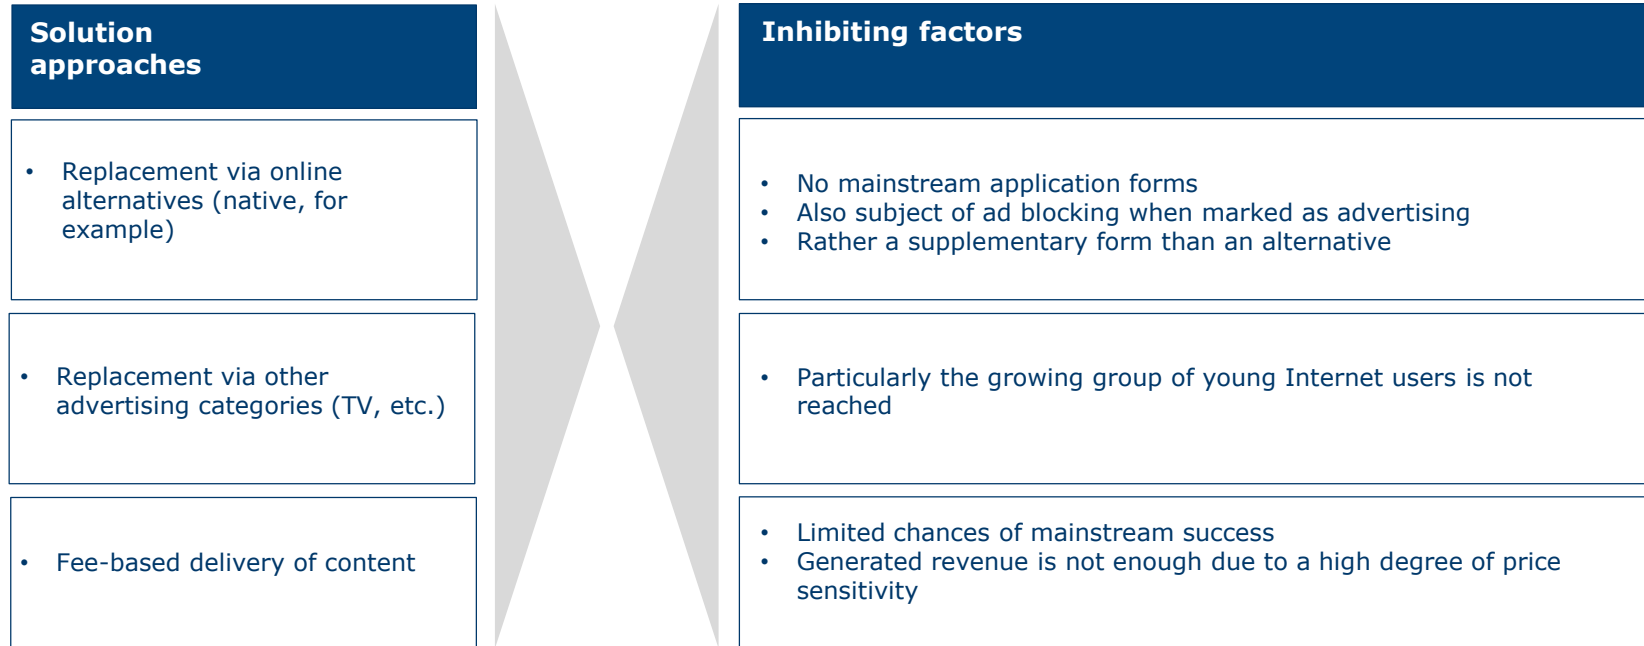 Solution
approaches
Inhibiting factors
• Replacement via online
alternatives (native, for
example)
• No mainstream application forms
• Also subject of ad blocking when marked as advertising
• Rather a supplementary form than an alternative
• Replacement via other
advertising categories (TV, etc.)
• Particularly the growing group of young Internet users is not
reached
• Fee-based delivery of content
• Limited chances of mainstream success
• Generated revenue is not enough due to a high degree of price
sensitivity